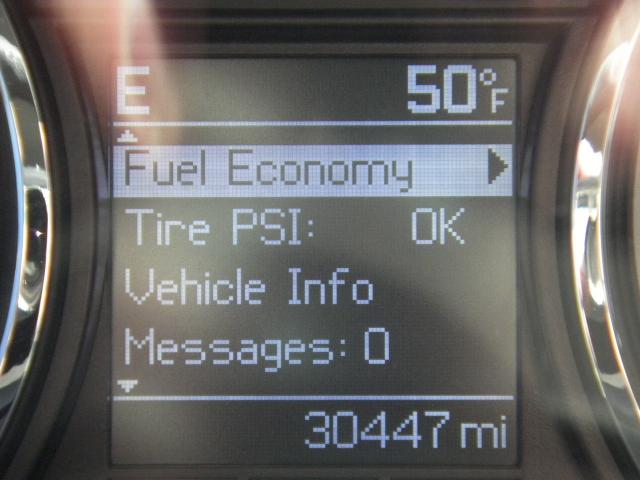 E 50°F
Fuel Economy
Tire PSI: OK
Vehicle Info
Messages: 0
30447 mi